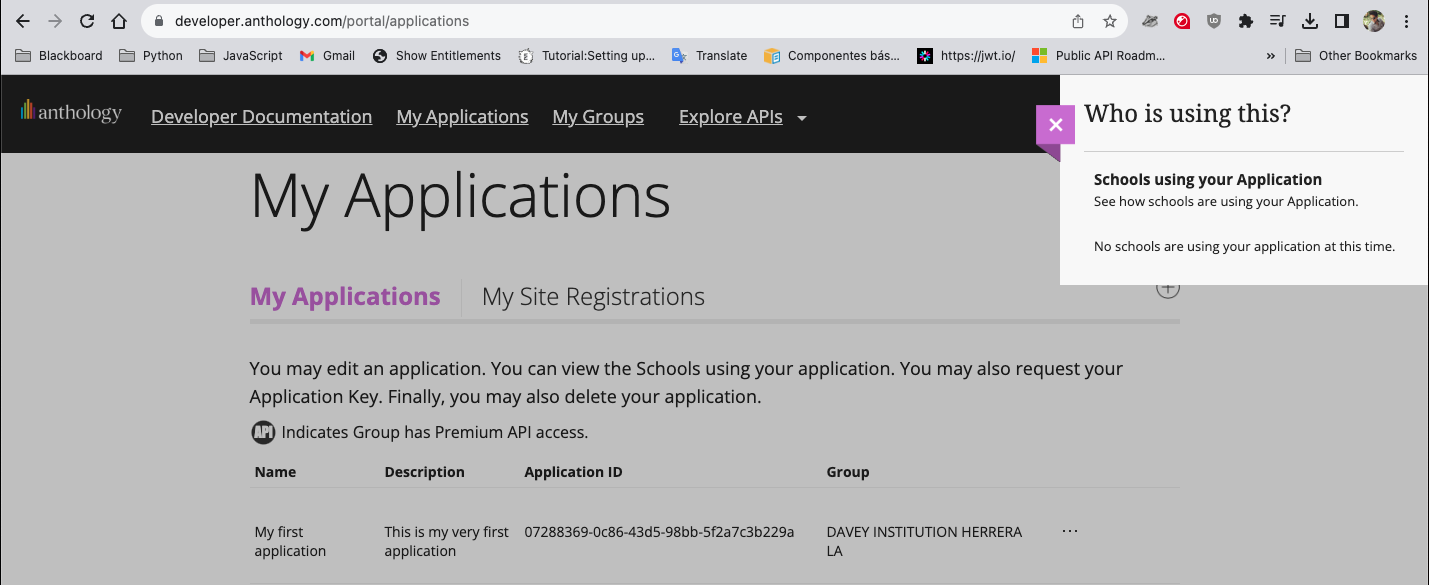 developer.anthology.com/portal/applications
Blackboard Python JavaScript Gmail Show Entitlements Tutorial:Setting up... Translate Componentes bás... https://jwt.io/ Public API Roadm... » Other Bookmarks
anthology Developer Documentation My Applications My Groups Explore APIs
Who is using this?
Schools using your Application
See how schools are using your Application.
No schools are using your application at this time.
My Applications
My Applications My Site Registrations
You may edit an application. You can view the Schools using your application. You may also request your
Application Key. Finally, you may also delete your application.
API Indicates Group has Premium API access.
Name Description Application ID Group
My first This is my very first 07288369-0c86-43d5-98bb-5f2a7c3b229a DAVEY INSTITUTION HERRERA ...
application application LA